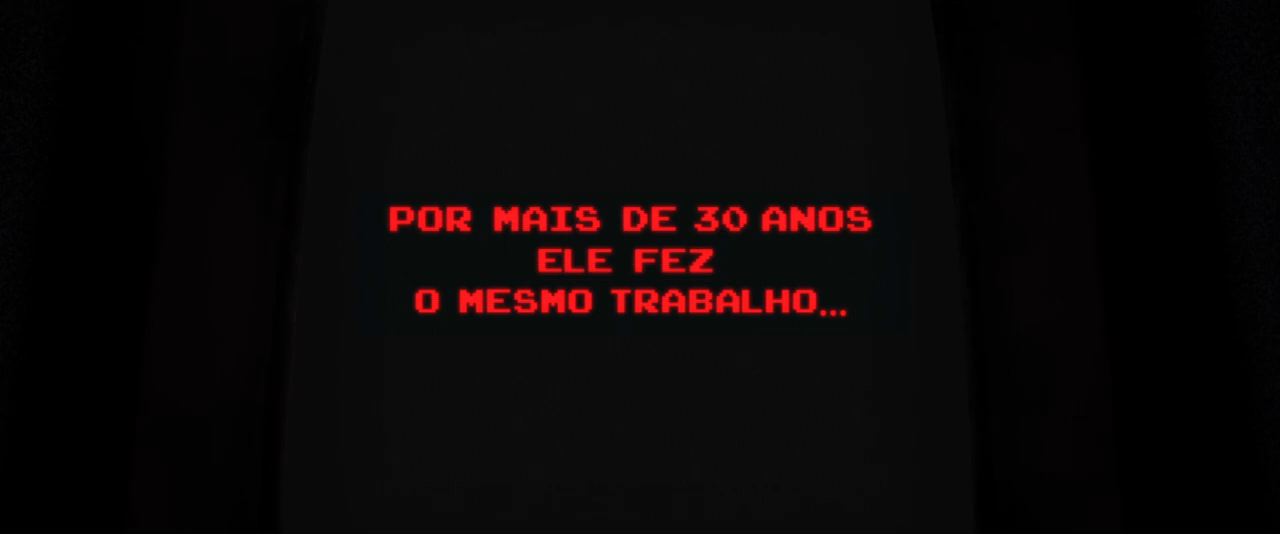 POR MAIS DE 30 ANOS
ELE FEZ
O MESMO TRABALHO...